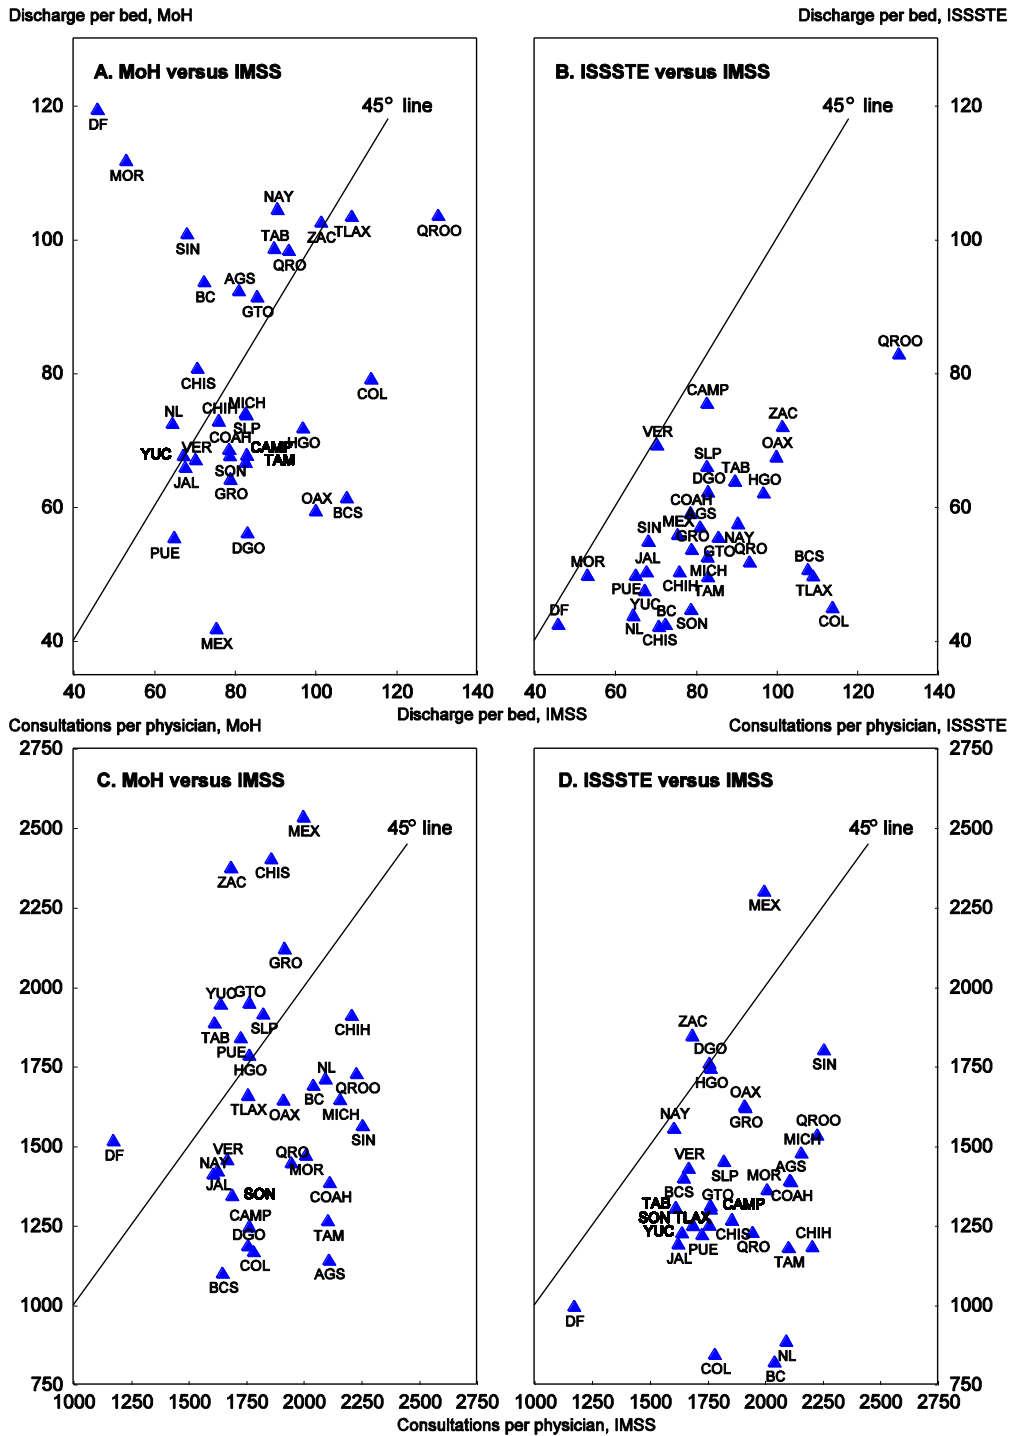 Discharge per bed, MoH
Discharge per bed, ISSSTE
A. MoH versus IMSS
45° line
120
100
80
60
40
DF
MOR
NAY
SIN
TAB
QRO
ZAC
TLAX
QROO
BC
AGS
GTO
CHIS
COL
NL
CHIH
MICH
SLP
HGO
YUC
VER
COAH
CAMP
TAM
JAL
SON
GRO
OAX
BCS
PUE
DGO
MEX
40 60 80 100 120 140
B. ISSSTE versus IMSS
45° line
120
100
80
60
40
QROO
CAMP
ZAC
VER
OAX
SLP
TAB
DGO
HGO
COAH
AGS
SIN
MEX
GRO
NAY
GTO
QRO
MOR
JAL
MICH
BCS
PUE
CHIH
TAM
TLAX
YUC
BC
DF
NL
CHIS
SON
COL
40 60 80 100 120 140
Discharge per bed, IMSS
Consultations per physician, MoH
Consultations per physician, ISSSTE
C. MoH versus IMSS
45° line
2750
2500
2250
2000
1750
1500
1250
1000
750
MEX
CHIS
ZAC
GRO
YUC
GTO
SLP
TAB
CHIH
PUE
HGO
NL
QROO
BC
TLAX
OAX
MICH
SIN
DF
VER
QRO
NAY
MOR
JAL
SON
COAH
CAMP
TAM
DGO
COL
BCS
AGS
1000 1250 1500 1750 2000 2250 2500 2750
D. ISSSTE versus IMSS
45° line
2750
2500
2250
2000
1750
1500
1250
1000
750
MEX
ZAC
DGO
HGO
SIN
OAX
GRO
NAY
QROO
MICH
VER
SLP
BCS
MOR
AGS
COAH
TAB
GTO
CAMP
SON
TLAX
YUC
CHIS
QRO
CHIH
JAL
PUE
TAM
DF
COL
NL
BC
1000 1250 1500 1750 2000 2250 2500 2750
Consultations per physician, IMSS